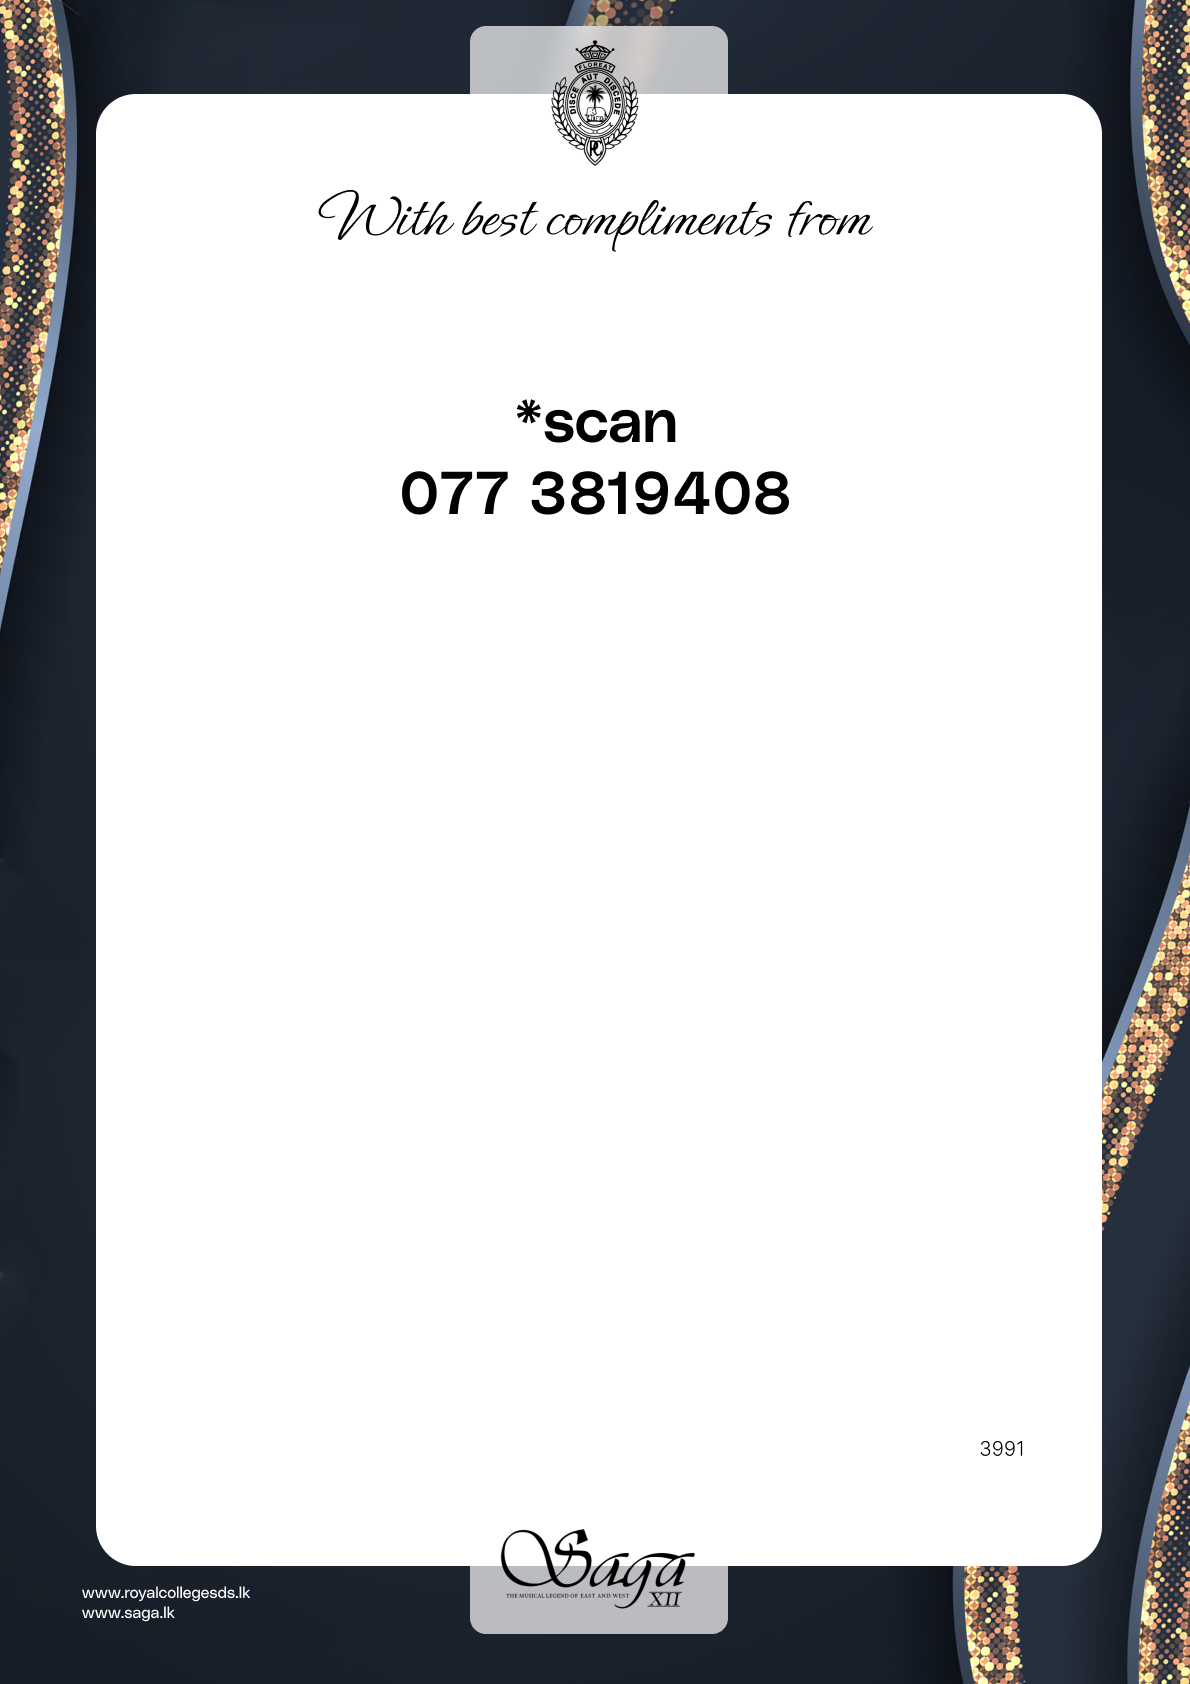 FLOREAT
DISCE AUT DISCEDE
RC
With best compliments from
*scan
077 3819408
3991
Saga
THE MUSICAL LEGEND OF EAST AND WEST
XII
www.royalcollegesds.lk
www.saga.lk